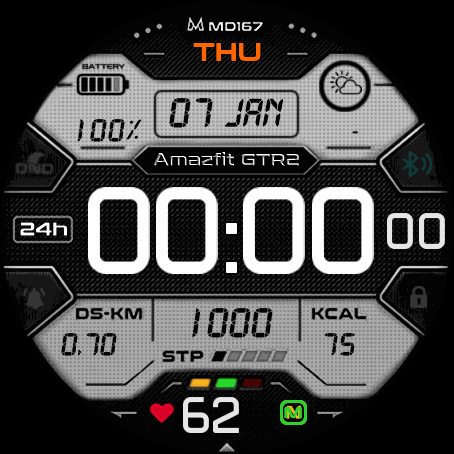 MD167
THU
BATTERY
100%
07 JAN
-
Amazfit GTR2
DND
24h
00:00
00
DS-KM
0.70
1000
STP
KCAL
75
62
M